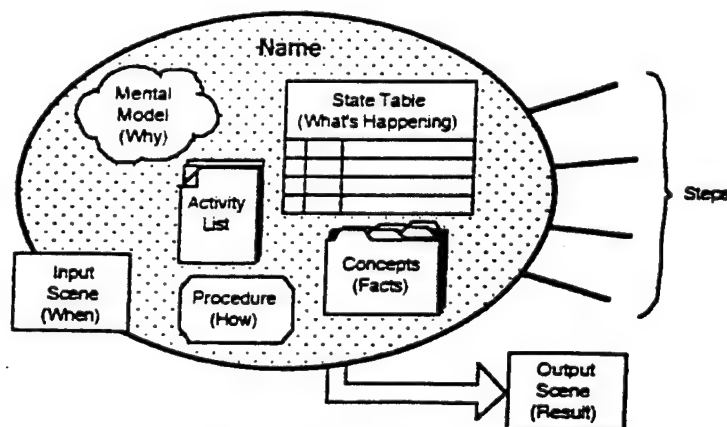 Name
Mental
Model
(Why)
State Table
(What's Happening)
Activity
List
Steps
Concepts
(Facts)
Input
Scene
(When)
Procedure
(How)
Output
Scene
(Result)